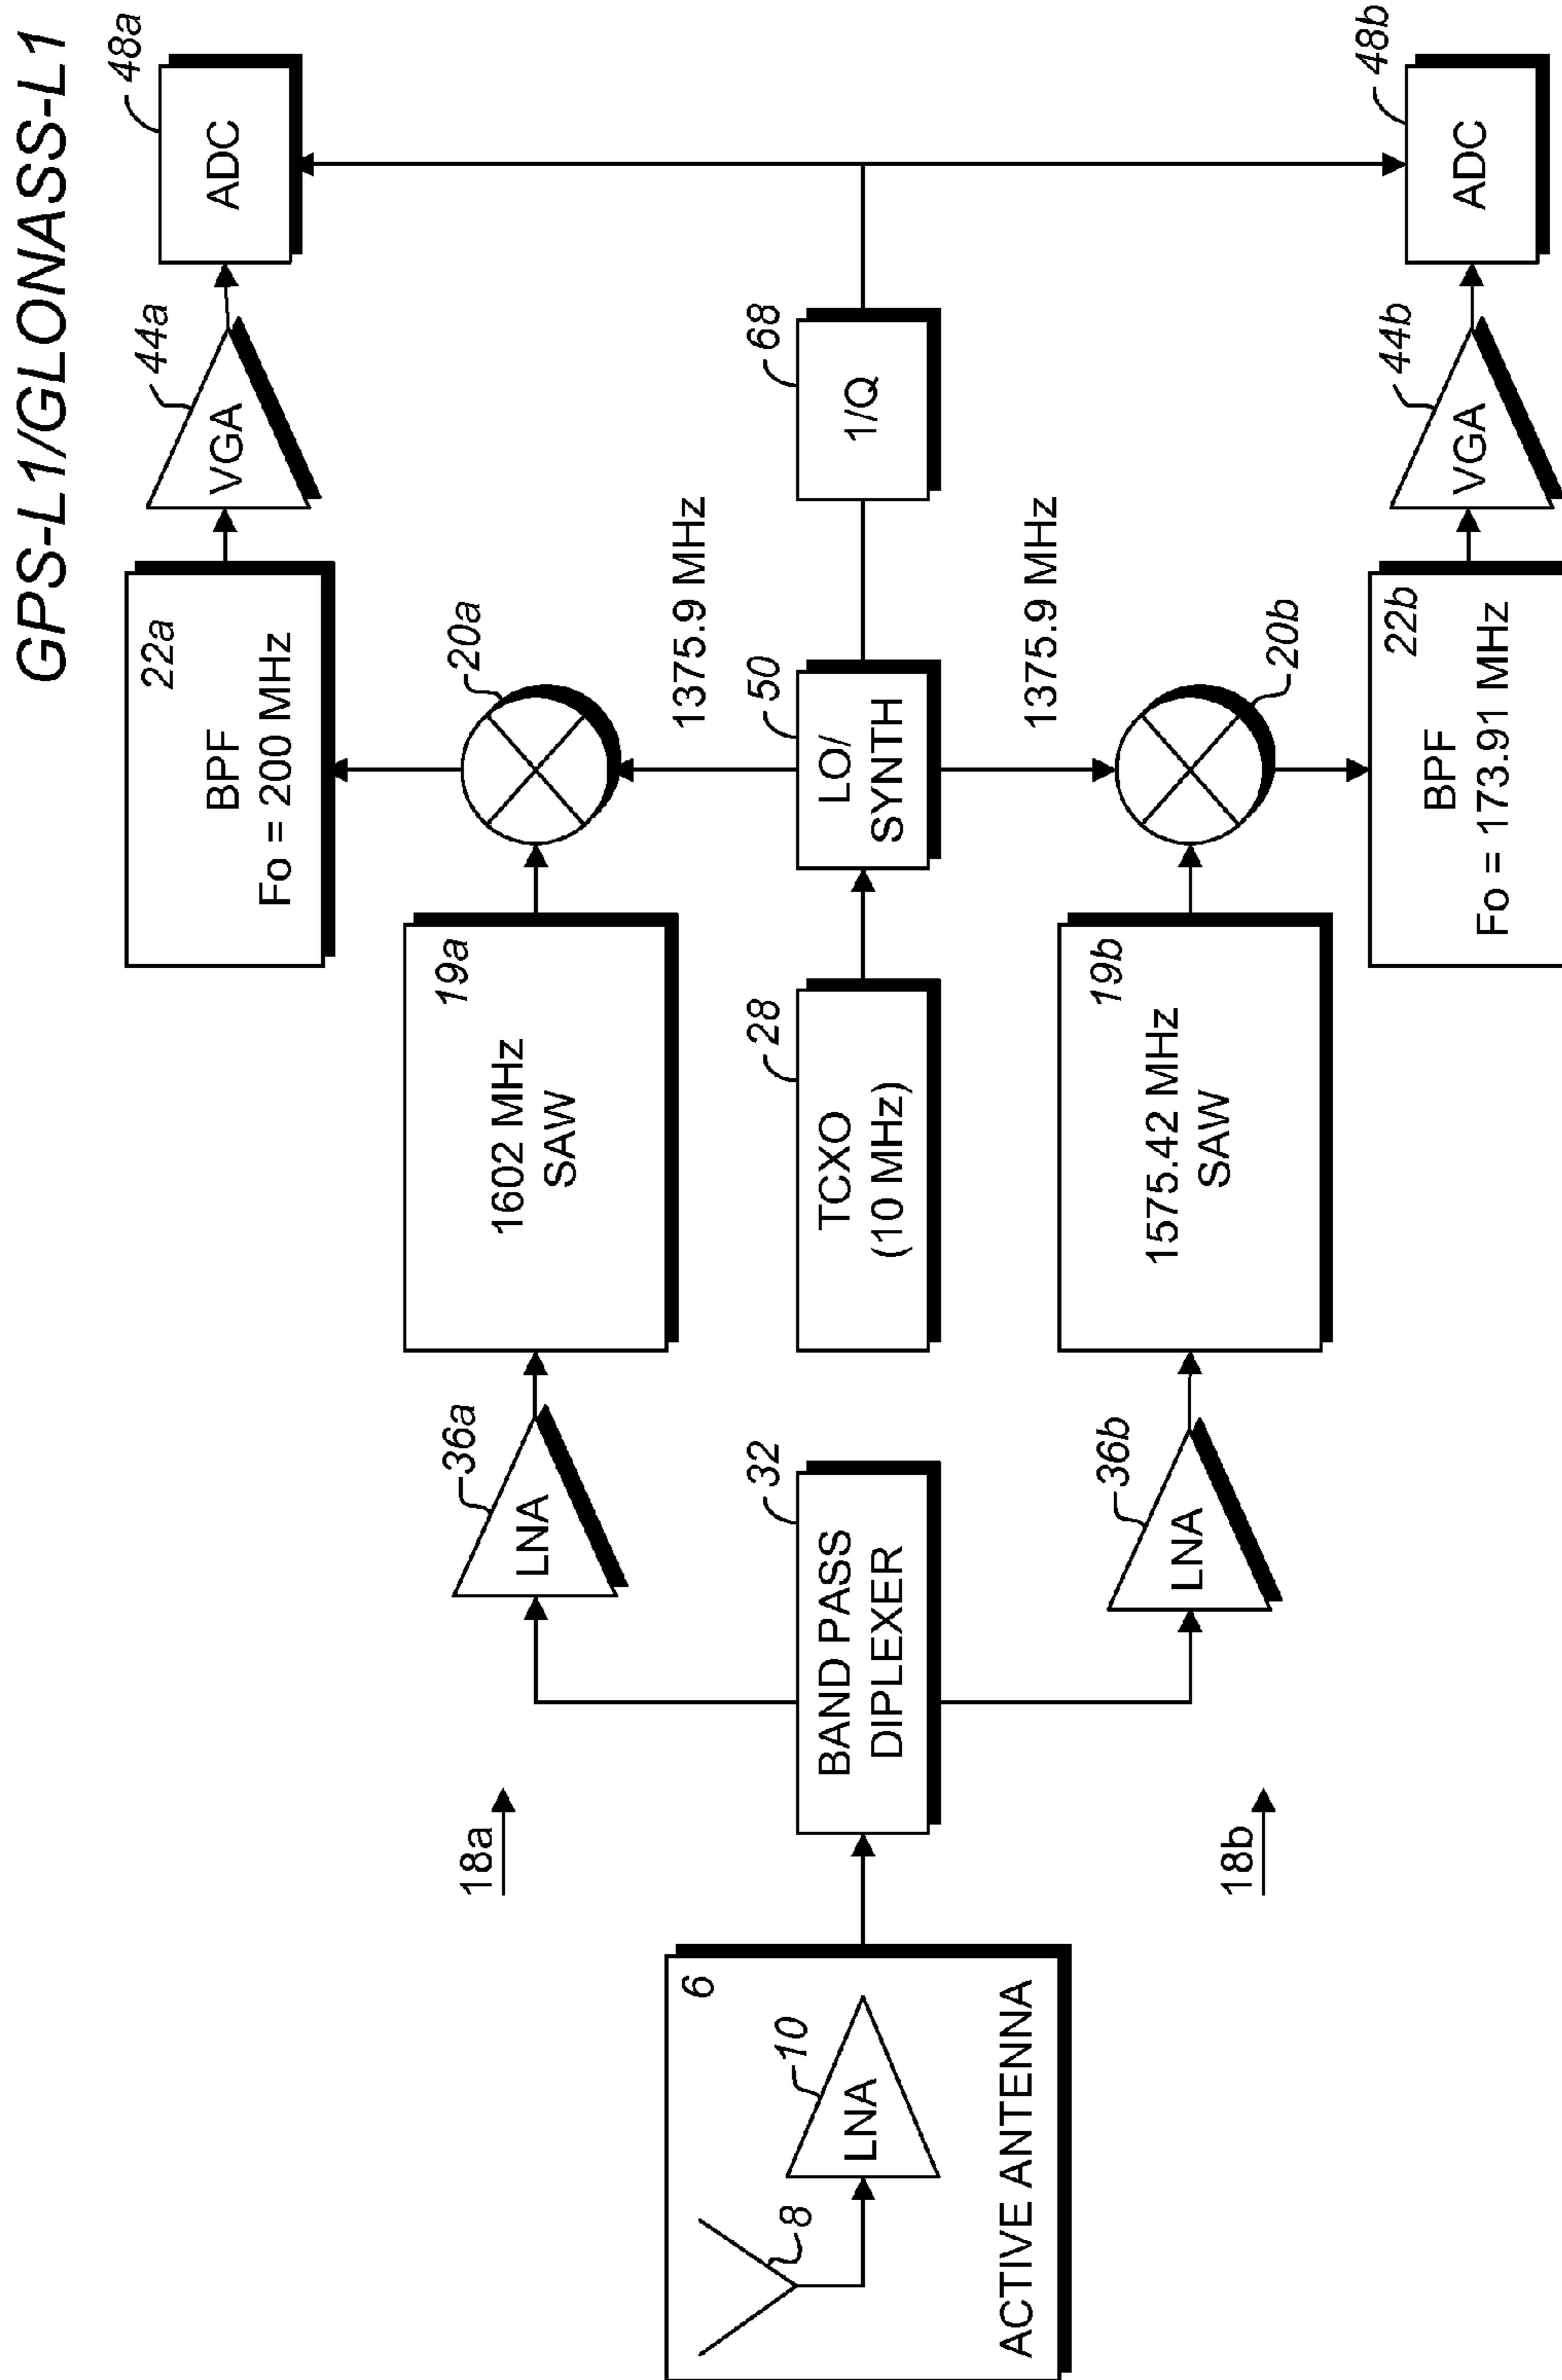 GPS-L1/GLONASS-L1
22a
BPF
Fo = 200 MHz
44a
VGA
48a
ADC
18a
36a
LNA
19a
1602 MHz
SAW
20a
1375.9 MHz
6
8
10
LNA
ACTIVE ANTENNA
32
BAND PASS
DIPLEXER
28
TCXO
(10 MHz)
50
LO/
SYNTH
68
1/Q
1375.9 MHz
18b
36b
LNA
19b
1575.42 MHz
SAW
20b
22b
BPF
Fo = 173.91 MHz
44b
VGA
48b
ADC